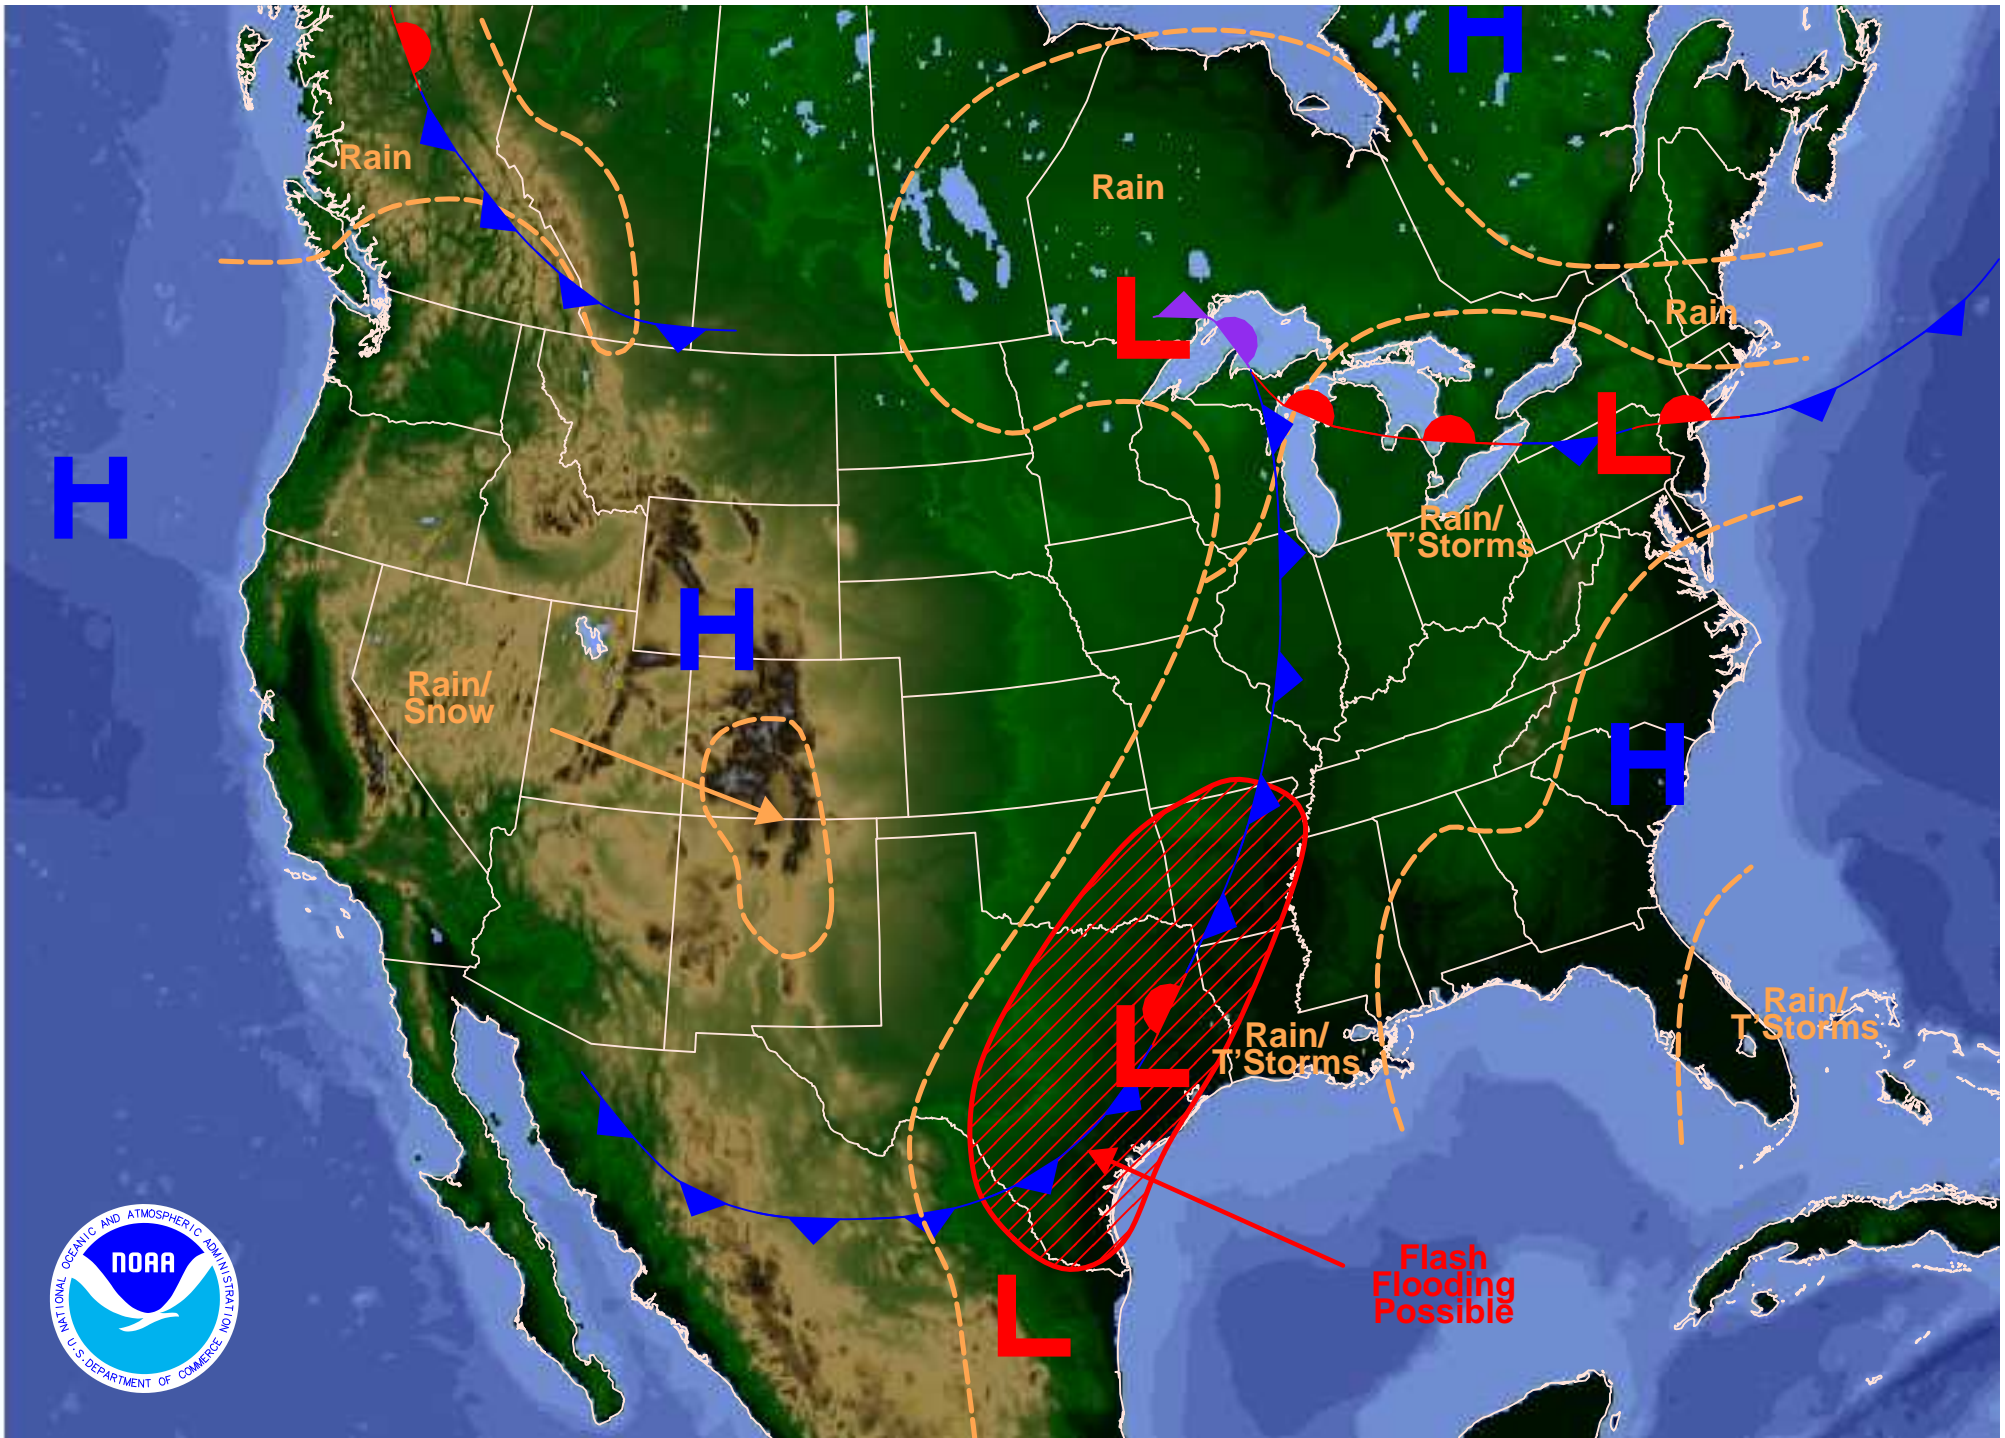 H
Rain
Rain
L
Rain
L
H
Rain/
T'Storms
H
Rain/
Snow
H
Rain/
T'Storms
L
Rain/
T'Storms
Flash
Flooding
Possible
L
NATIONAL OCEANIC AND ATMOSPHERIC ADMINISTRATION
NOAA
U.S. DEPARTMENT OF COMMERCE